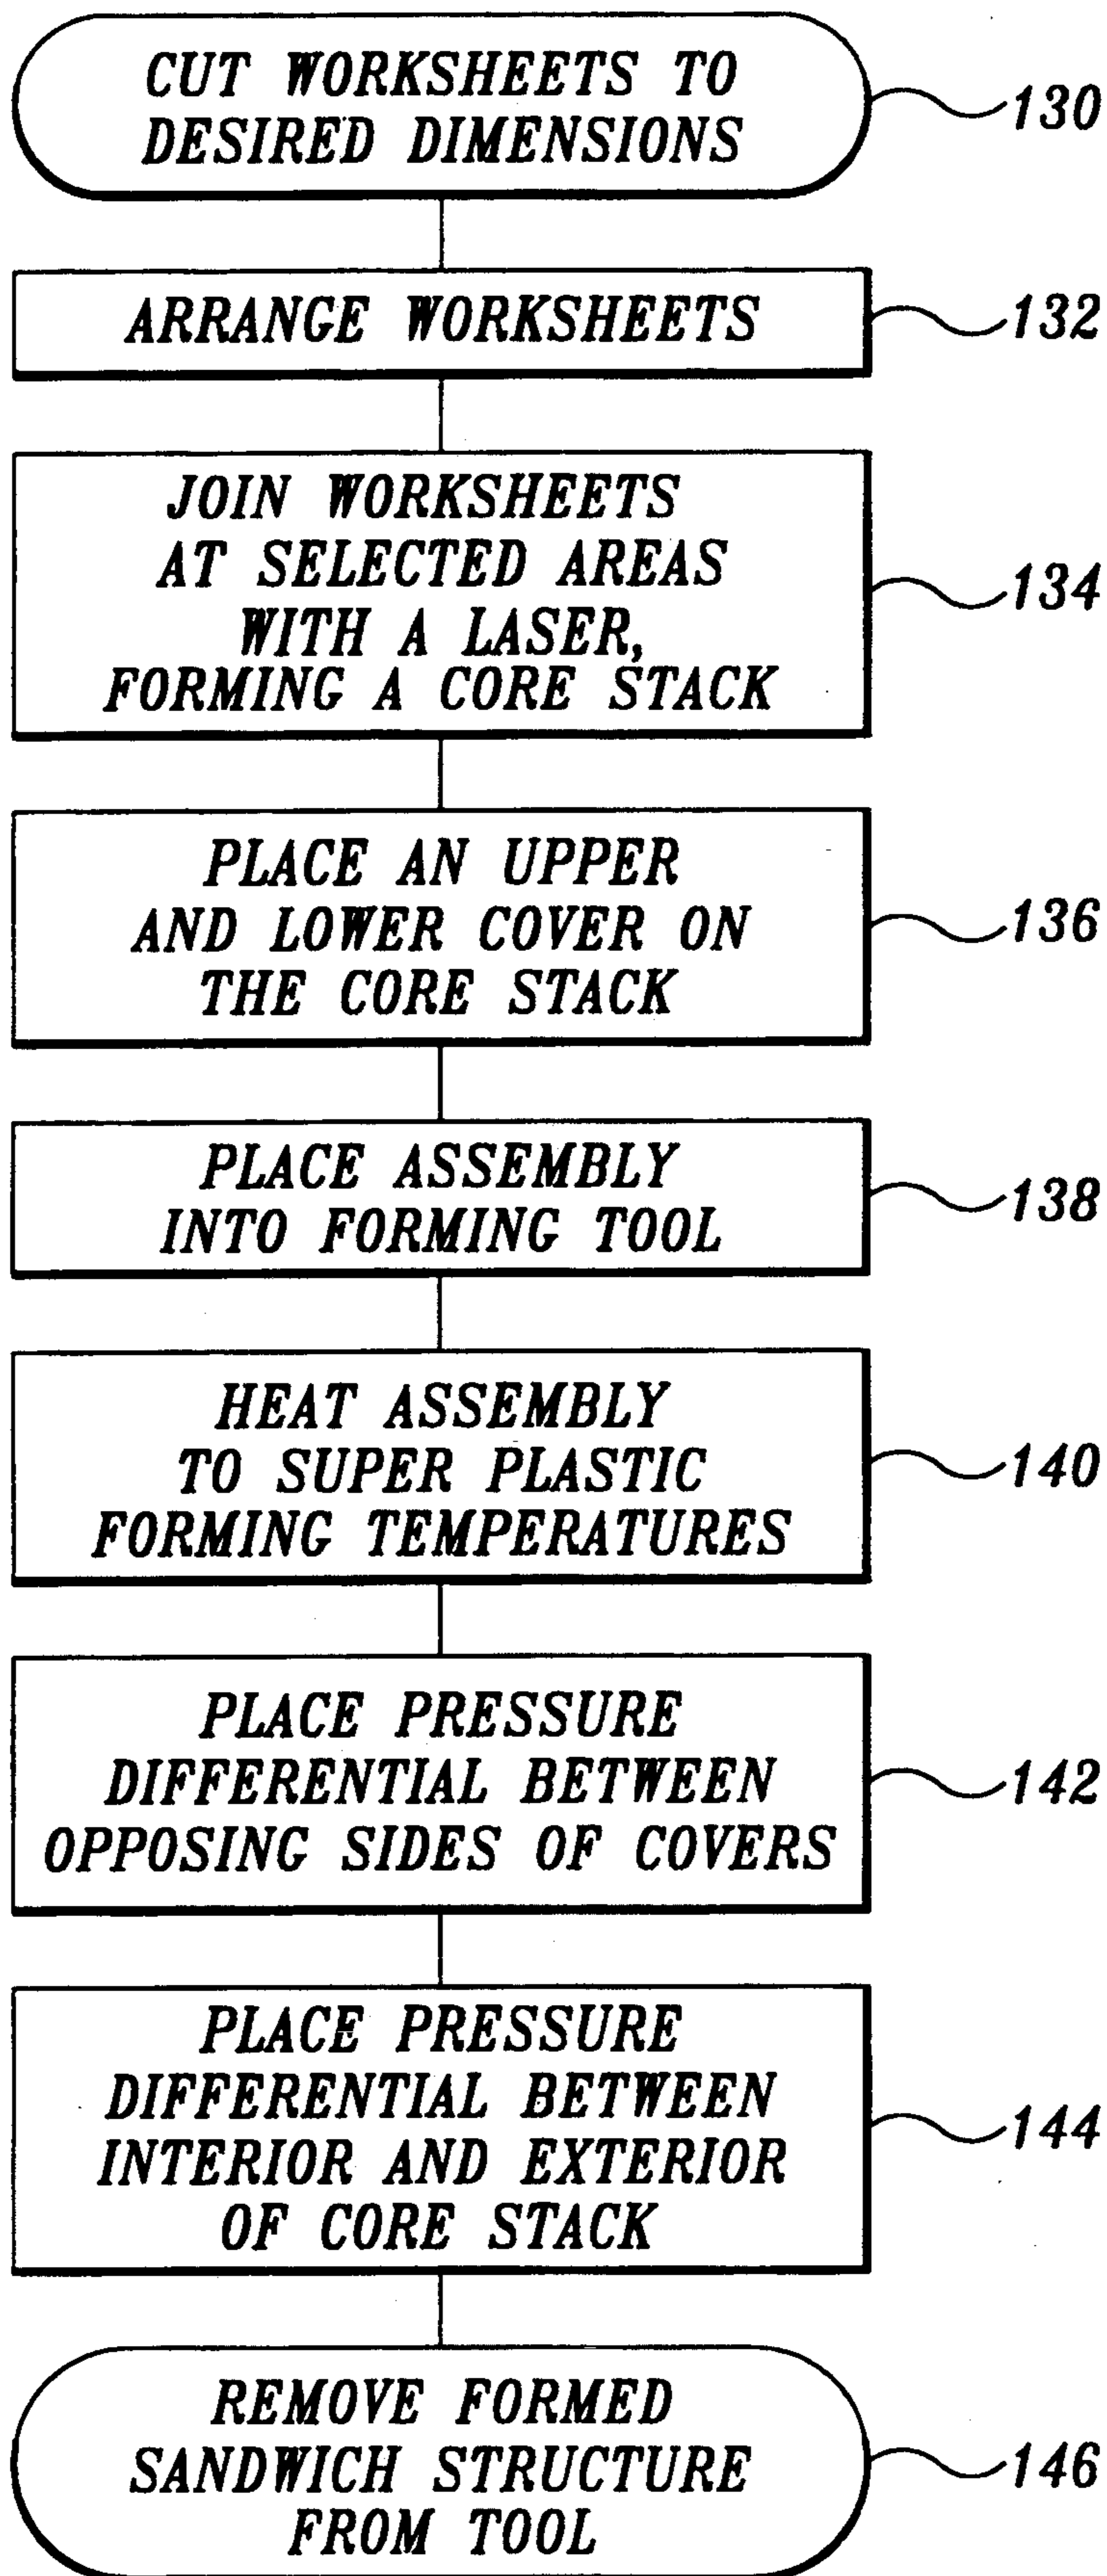 CUT WORKSHEETS TO
DESIRED DIMENSIONS
130
ARRANGE WORKSHEETS
132
JOIN WORKSHEETS
AT SELECTED AREAS
WITH A LASER,
FORMING A CORE STACK
134
PLACE AN UPPER
AND LOWER COVER ON
THE CORE STACK
136
PLACE ASSEMBLY
INTO FORMING TOOL
138
HEAT ASSEMBLY
TO SUPER PLASTIC
FORMING TEMPERATURES
140
PLACE PRESSURE
DIFFERENTIAL BETWEEN
OPPOSING SIDES OF COVERS
142
PLACE PRESSURE
DIFFERENTIAL BETWEEN
INTERIOR AND EXTERIOR
OF CORE STACK
144
REMOVE FORMED
SANDWICH STRUCTURE
FROM TOOL
146